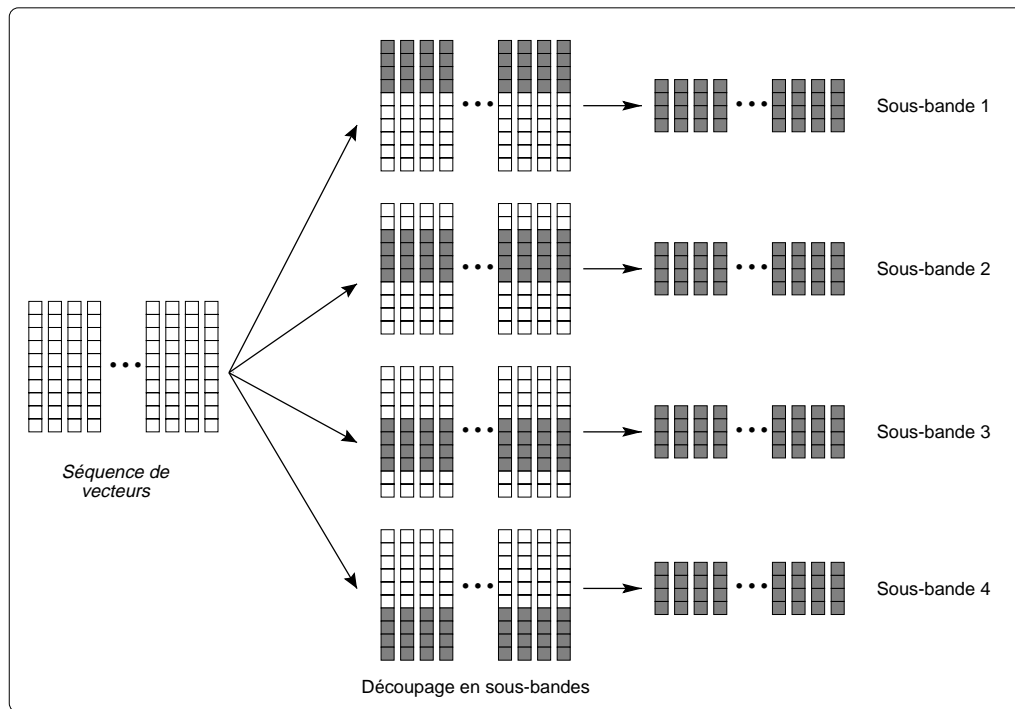 Sous-bande 1
Sous-bande 2
Séquence de
vecteurs
Sous-bande 3
Sous-bande 4
Découpage en sous-bandes